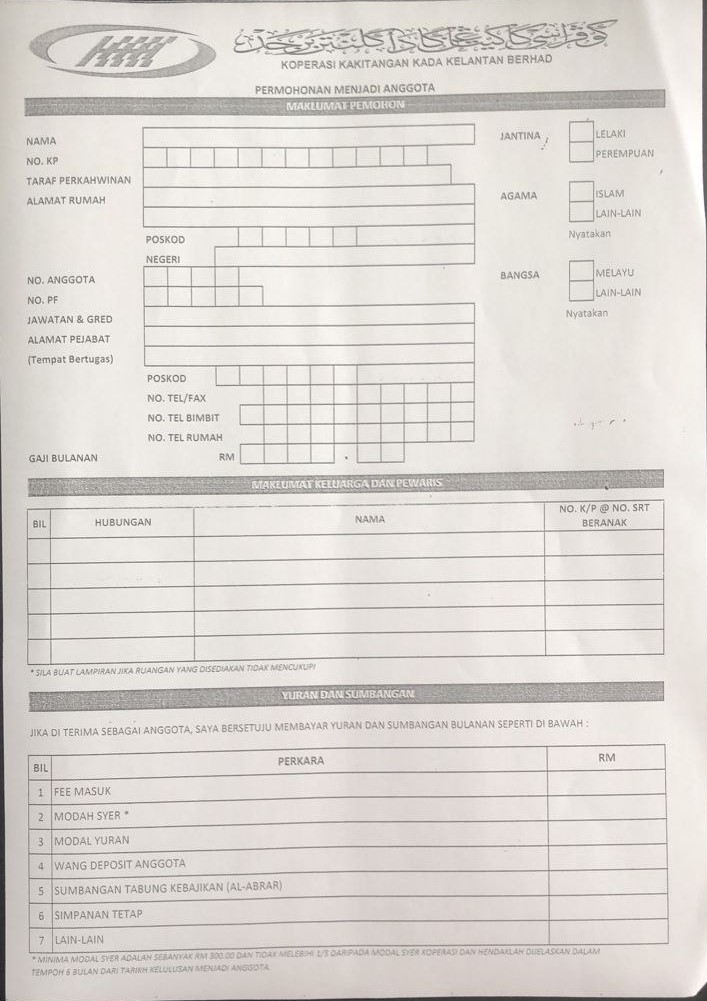 كوڤراسي كاكيتاڠن كادا كلنتن برحد
KOPERASI KAKITANGAN KADA KELANTAN BERHAD
PERMOHONAN MENJADI ANGGOTA
MAKLUMAT PEMOHON
NAMA
JANTINA
LELAKI
NO. KP
PEREMPUAN
TARAF PERKAHWINAN
ALAMAT RUMAH
AGAMA
ISLAM
LAIN-LAIN
POSKOD
Nyatakan
NEGERI
NO. ANGGOTA
BANGSA
MELAYU
NO. PF
LAIN-LAIN
JAWATAN & GRED
Nyatakan
ALAMAT PEJABAT
(Tempat Bertugas)
POSKOD
NO. TEL/FAX
NO. TEL BIMBIT
NO. TEL RUMAH
GAJI BULANAN RM .
MAKLUMAT KELUARGA DAN PEWARIS
BIL HUBUNGAN NAMA NO. K/P @ NO. SRT BERANAK
* SILA BUAT LAMPIRAN JIKA RUANGAN YANG DISEDIAKAN TIDAK MENCUKUPI
YURAN DAN SUMBANGAN
JIKA DI TERIMA SEBAGAI ANGGOTA, SAYA BERSETUJU MEMBAYAR YURAN DAN SUMBANGAN BULANAN SEPERTI DI BAWAH :
BIL PERKARA RM
1 FEE MASUK
2 MODAH SYER *
3 MODAL YURAN
4 WANG DEPOSIT ANGGOTA
5 SUMBANGAN TABUNG KEBAJIKAN (AL-ABRAR)
6 SIMPANAN TETAP
7 LAIN-LAIN
* MINIMA MODAL SYER ADALAH SEBANYAK RM 300.00 DAN TIDAK MELEBIHI 1/5 DARIPADA MODAL SYER KOPERASI DAN HENDAKLAH DIJELASKAN DALAM
TEMPOH 6 BULAN DARI TARIKH KELULUSAN MENJADI ANGGOTA.